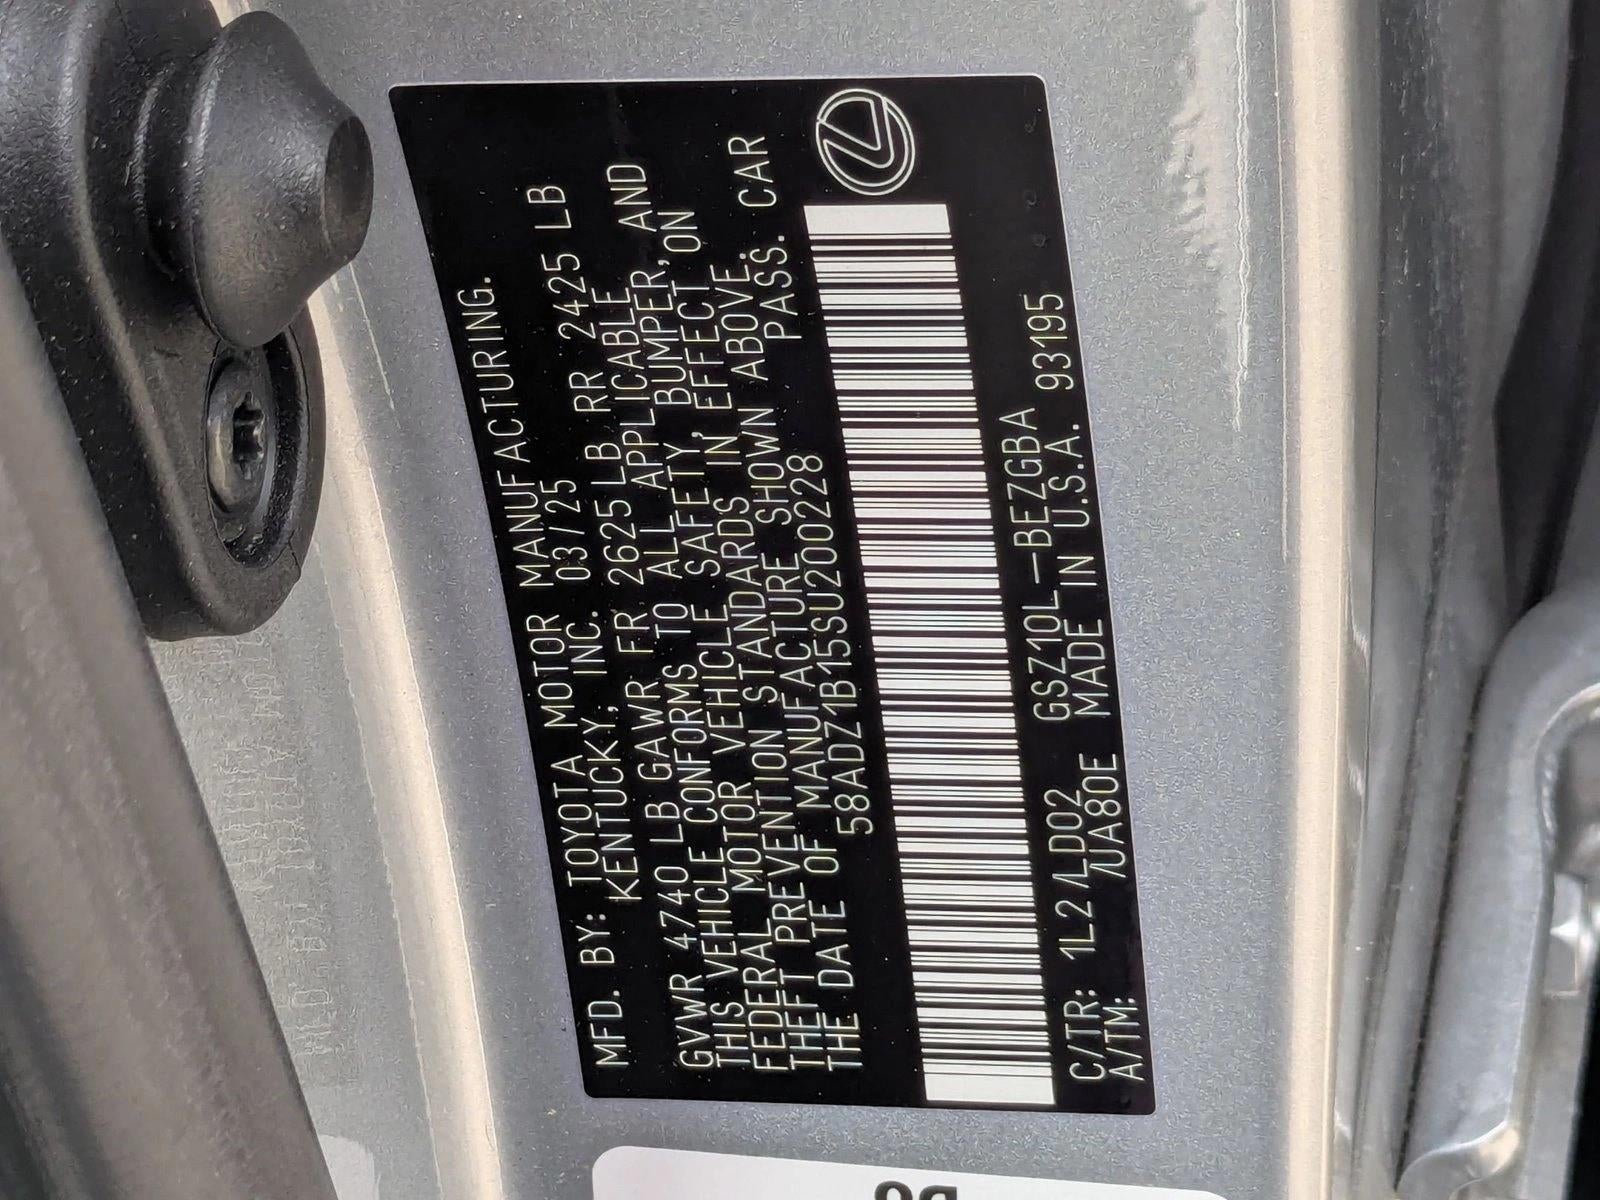 MFD. BY: TOYOTA MOTOR MANUFACTURING.
KENTUCKY, INC. 03/25
GVWR 4740 LB GAWR FR 2625LB RR 2425 LB
THIS VEHICLE CONFORMS TO ALL APPLICABLE
FEDERAL MOTOR VEHICLE SAFETY, BUMPER, AND
THEFT PREVENTION STANDARDS IN EFFECT ON
THE DATE OF MANUFACTURE SHOWN ABOVE.
58ADZ1B15SU200228 PASS. CAR
C/TR: 1L2/LD02 GSZ10L-BEZGBA
A/TM: /UA80E MADE IN U.S.A. 93195